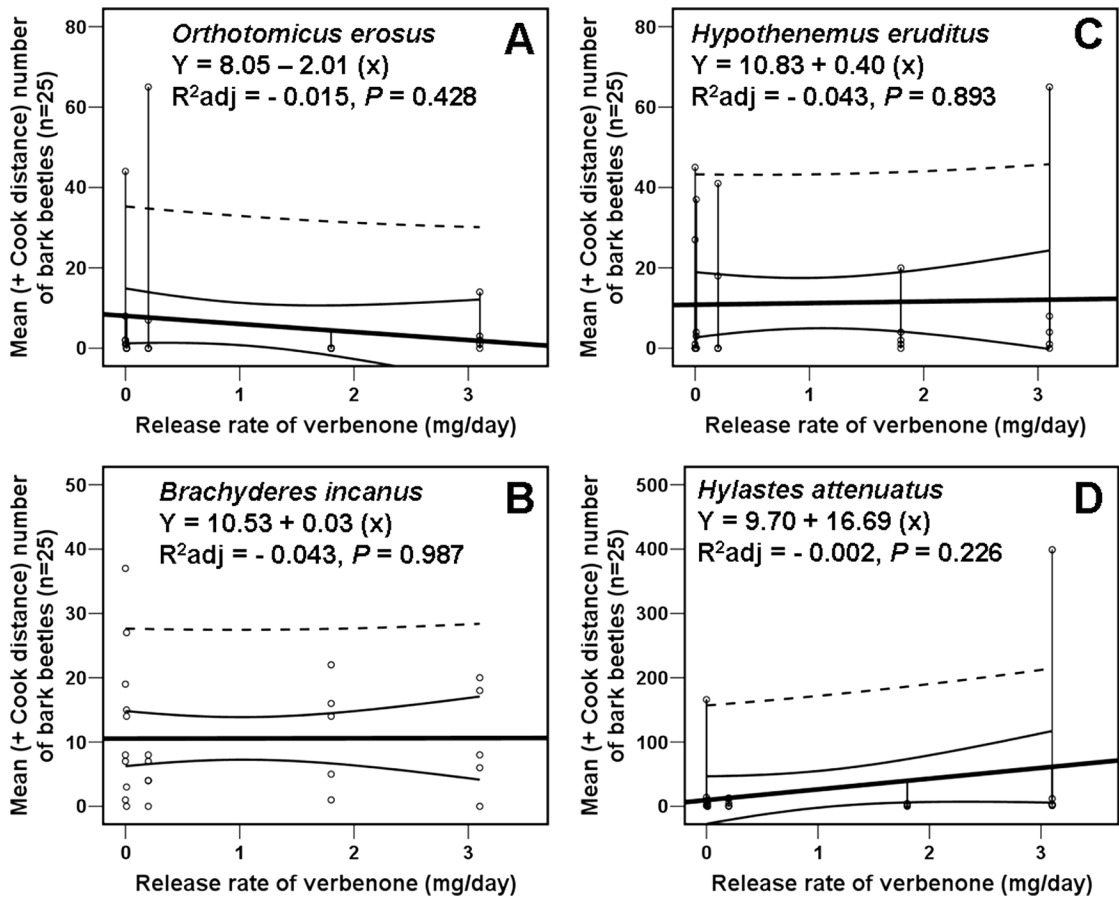 Orthotomicus erosus
A
Y = 8.05 – 2.01 (x)
R²adj = - 0.015, P = 0.428
80
60
40
20
0
0 1 2 3
Mean (+ Cook distance) number
of bark beetles (n=25)
Release rate of verbenone (mg/day)
Hypothenemus eruditus
C
Y = 10.83 + 0.40 (x)
R²adj = - 0.043, P = 0.893
80
60
40
20
0
0 1 2 3
Mean (+ Cook distance) number
of bark beetles (n=25)
Release rate of verbenone (mg/day)
Brachyderes incanus
B
Y = 10.53 + 0.03 (x)
R²adj = - 0.043, P = 0.987
50
40
30
20
10
0
0 1 2 3
Mean (+ Cook distance) number
of bark beetles (n=25)
Release rate of verbenone (mg/day)
Hylastes attenuatus
D
Y = 9.70 + 16.69 (x)
R²adj = - 0.002, P = 0.226
500
400
300
200
100
0
0 1 2 3
Mean (+ Cook distance) number
of bark beetles (n=25)
Release rate of verbenone (mg/day)